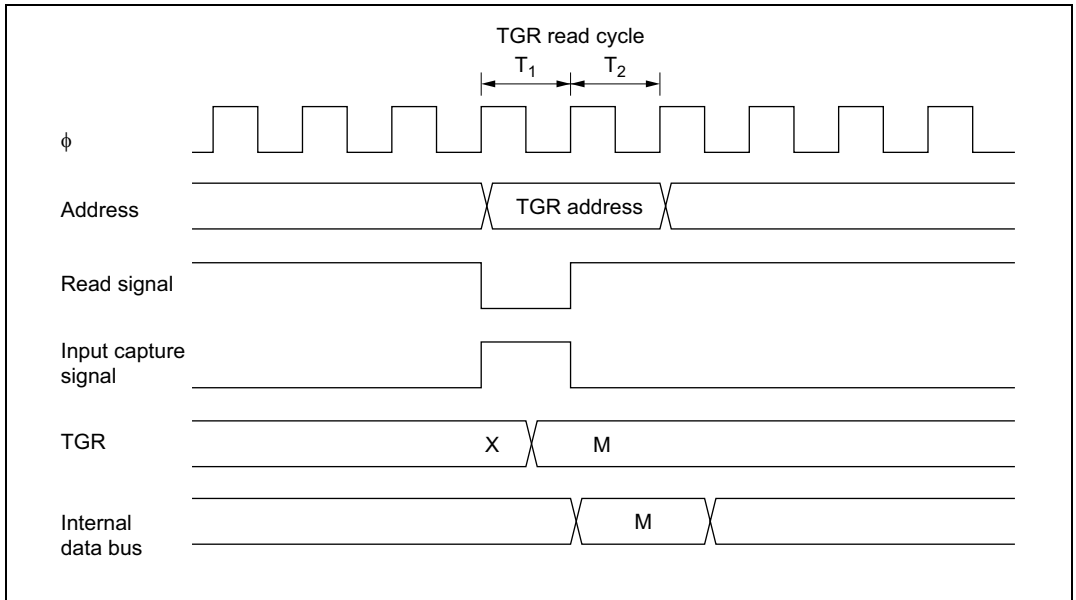 TGR read cycle
T1 T2
ϕ
Address
TGR address
Read signal
Input capture
signal
TGR
X M
Internal
data bus
M